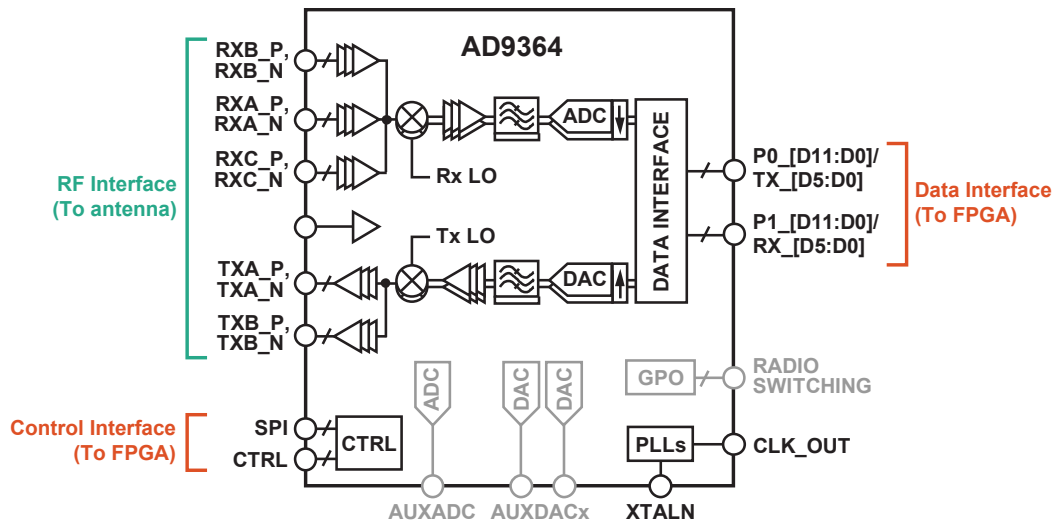 AD9364
RXB_P,
RXB_N
RXA_P,
RXA_N
RXC_P,
RXC_N
RF Interface
(To antenna)
TXA_P,
TXA_N
TXB_P,
TXB_N
ADC
Rx LO
Tx LO
DAC
DATA INTERFACE
P0_[D11:D0]/
TX_[D5:D0]
P1_[D11:D0]/
RX_[D5:D0]
Data Interface
(To FPGA)
ADC
DAC
DAC
GPO
RADIO
SWITCHING
Control Interface
(To FPGA)
SPI
CTRL
CTRL
PLLs
CLK_OUT
AUXADC
AUXDACx
XTALN